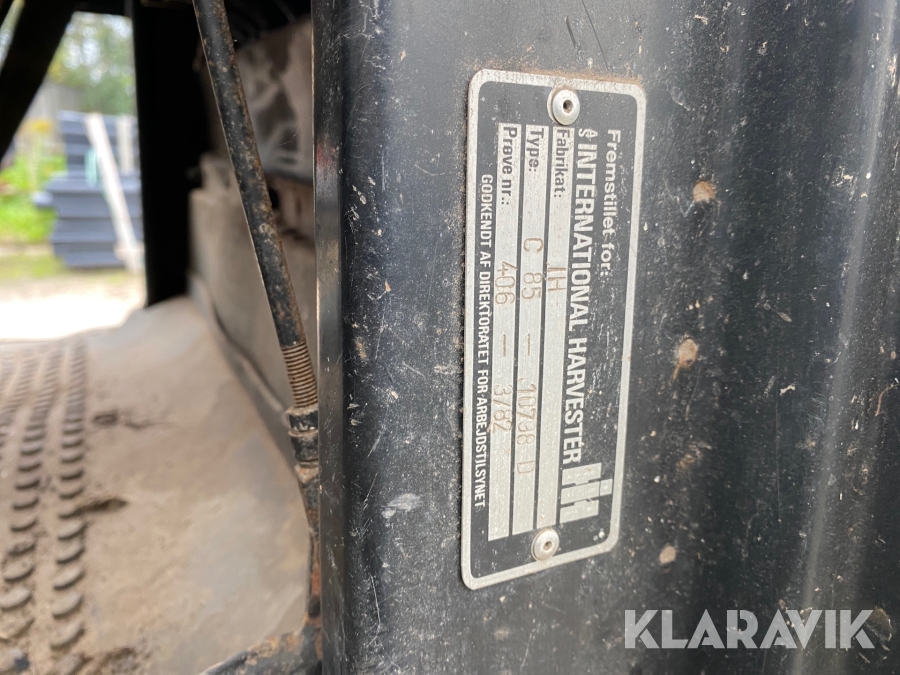 Fremstillet for:
A/S INTERNATIONAL HARVESTER
Fabrikat: IH
Type: C 85 - 10788 D
Prøve nr.: 406 - 3/82
GODKENDT AF DIREKTORATET FOR ARBEJDSTILSYNET
KLARAVIK